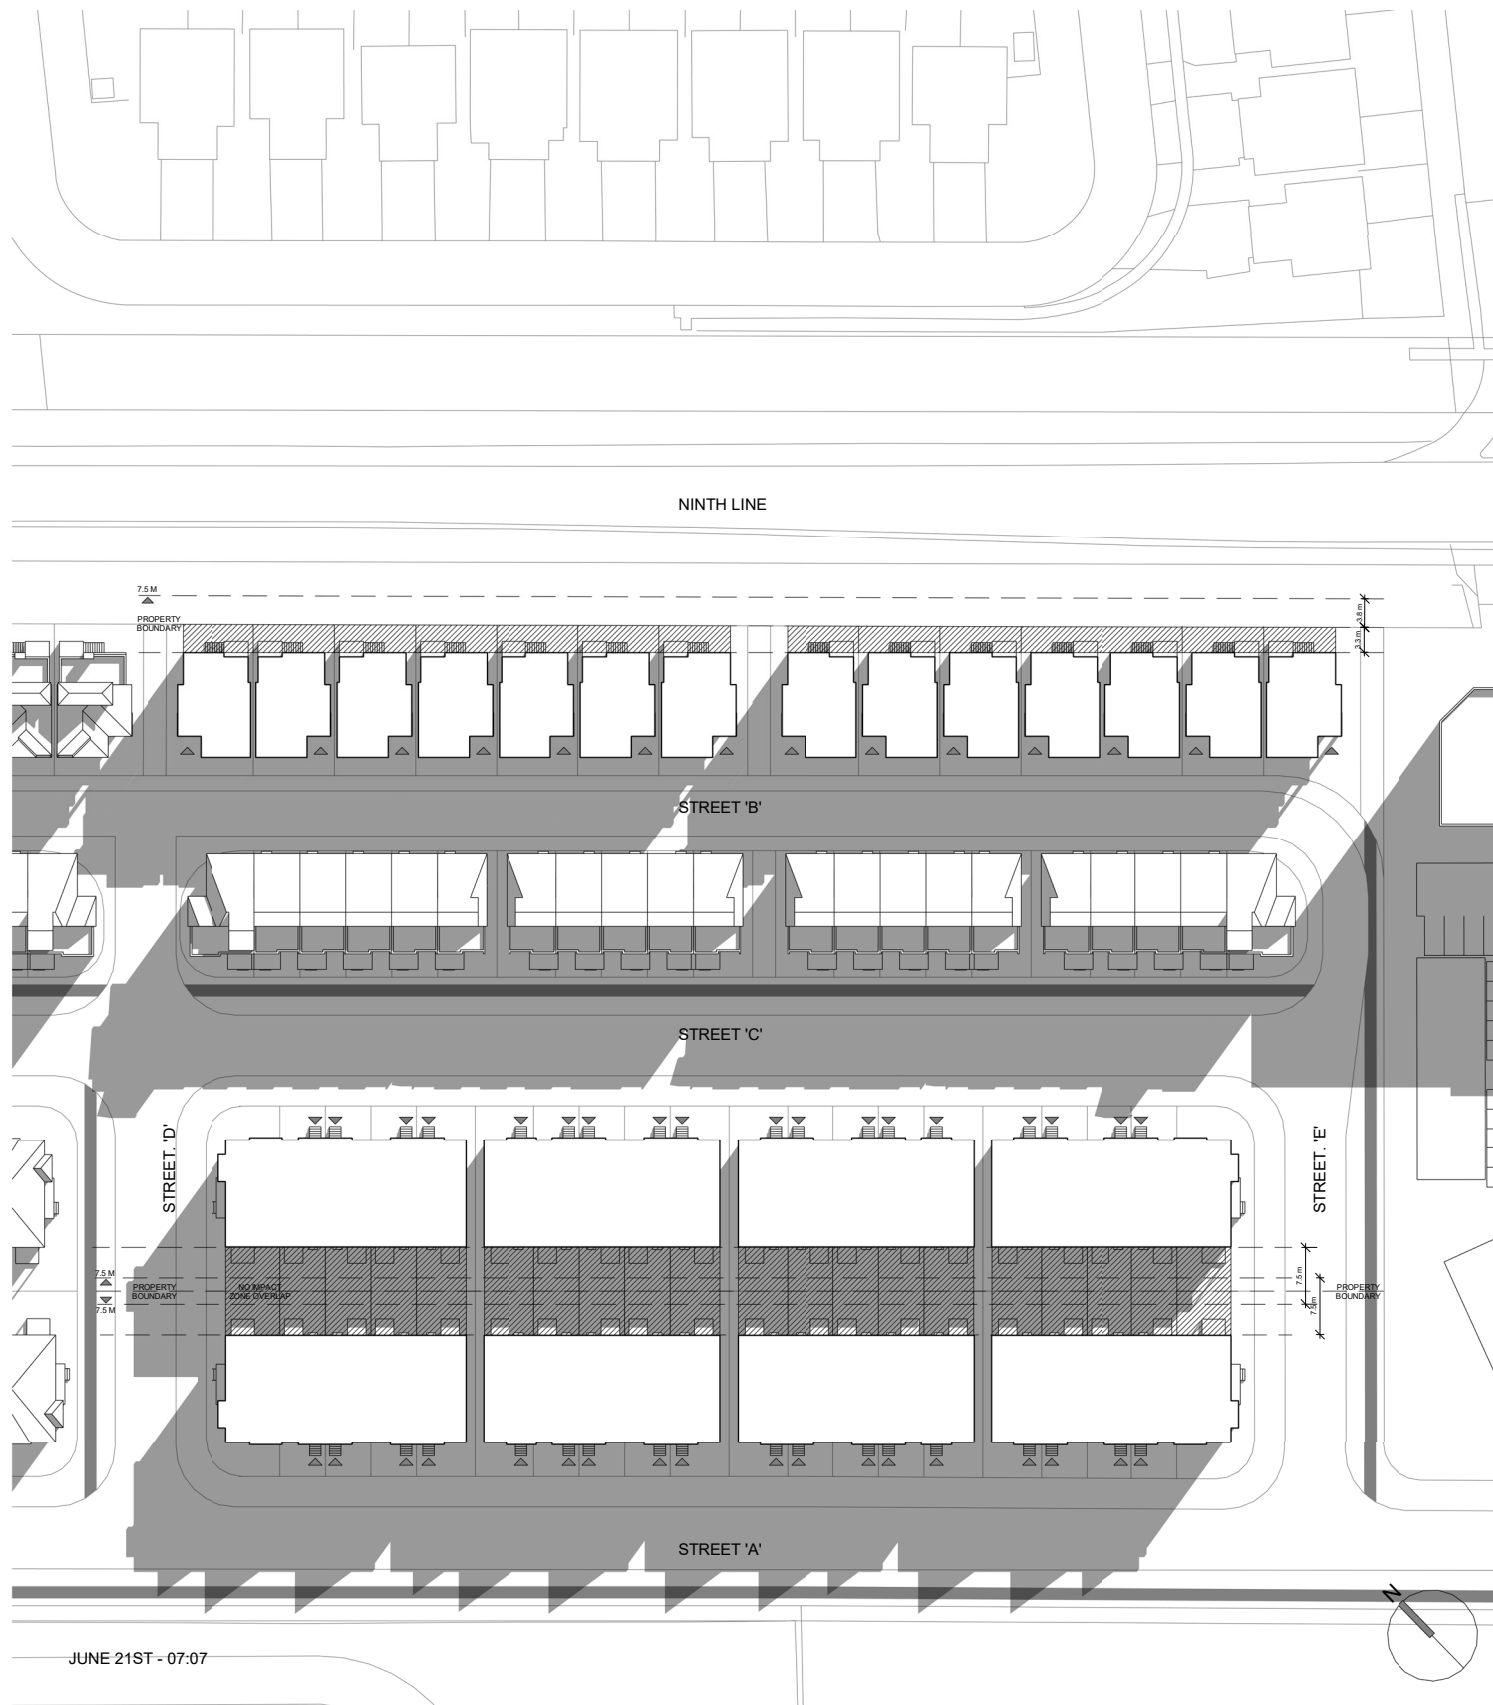 NINTH LINE
7.5 M
PROPERTY
BOUNDARY
3.8 m
3.3 m
STREET 'B'
STREET 'C'
STREET. 'D'
STREET. 'E'
7.5 M
PROPERTY
BOUNDARY
7.5 M
NO IMPACT
ZONE OVERLAP
7.5 m
7.5 m
PROPERTY
BOUNDARY
STREET 'A'
N
JUNE 21ST - 07:07